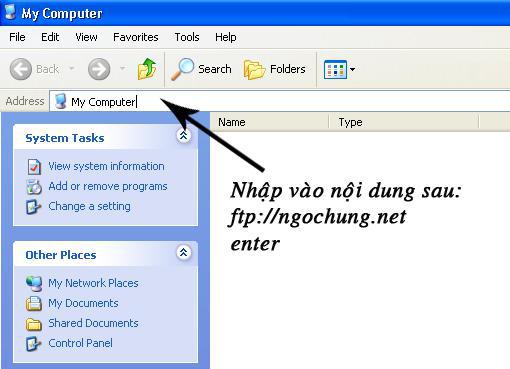 My Computer
File Edit View Favorites Tools Help
Back Search Folders
Address My Computer
Name Type
System Tasks
View system information
Add or remove programs
Change a setting
Other Places
My Network Places
My Documents
Shared Documents
Control Panel
Nhập vào nội dung sau:
ftp://ngochung.net
enter